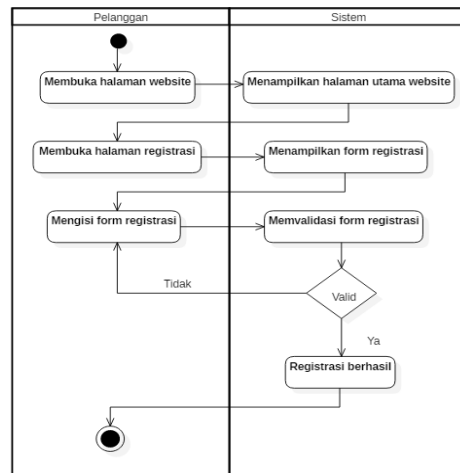 Pelanggan
Sistem
Membuka halaman website
Menampilkan halaman utama website
Membuka halaman registrasi
Menampilkan form registrasi
Mengisi form registrasi
Memvalidasi form registrasi
Tidak
Valid
Ya
Registrasi berhasil